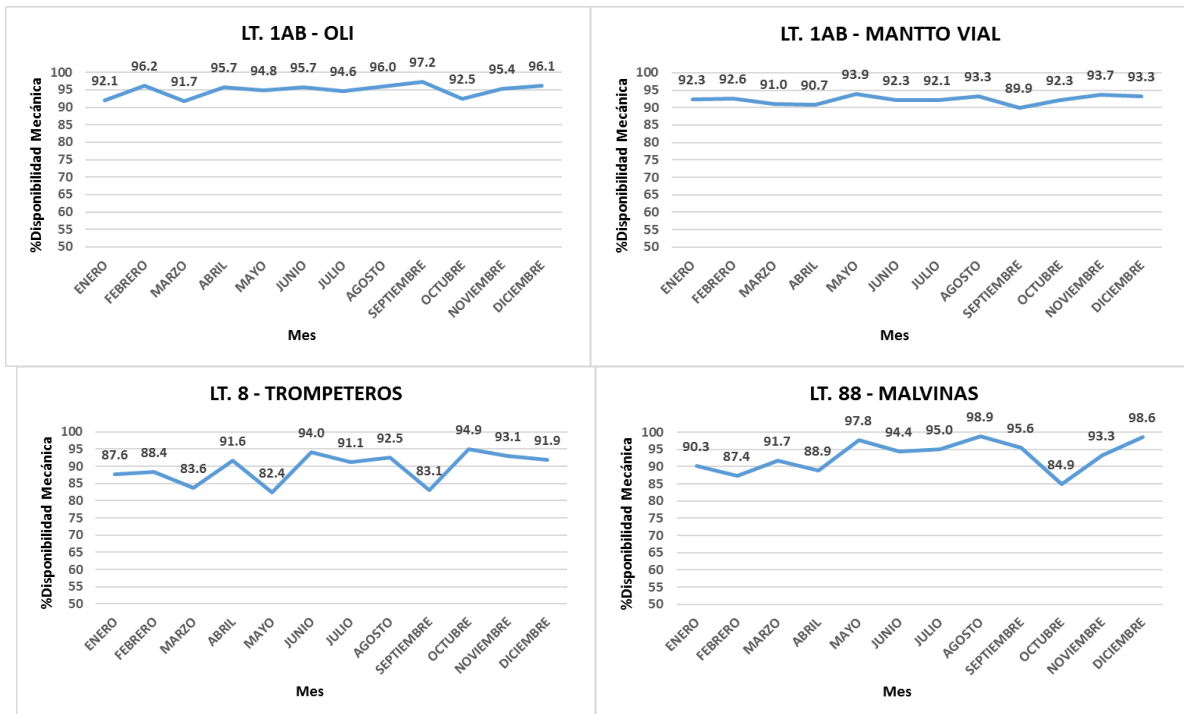 LT. 1AB - OLI
%Disponibilidad Mecánica
100
95
90
85
80
75
70
65
60
55
50
92.1 96.2 91.7 95.7 94.8 95.7 94.6 96.0 97.2 92.5 95.4 96.1
ENERO FEBRERO MARZO ABRIL MAYO JUNIO JULIO AGOSTO SEPTIEMBRE OCTUBRE NOVIEMBRE DICIEMBRE
Mes
LT. 1AB - MANTTO VIAL
%Disponibilidad Mecánica
100
95
90
85
80
75
70
65
60
55
50
92.3 92.6 91.0 90.7 93.9 92.3 92.1 93.3 89.9 92.3 93.7 93.3
ENERO FEBRERO MARZO ABRIL MAYO JUNIO JULIO AGOSTO SEPTIEMBRE OCTUBRE NOVIEMBRE DICIEMBRE
Mes
LT. 8 - TROMPETEROS
%Disponibilidad Mecánica
100
95
90
85
80
75
70
65
60
55
50
87.6 88.4 83.6 91.6 82.4 94.0 91.1 92.5 83.1 94.9 93.1 91.9
ENERO FEBRERO MARZO ABRIL MAYO JUNIO JULIO AGOSTO SEPTIEMBRE OCTUBRE NOVIEMBRE DICIEMBRE
Mes
LT. 88 - MALVINAS
%Disponibilidad Mecánica
100
95
90
85
80
75
70
65
60
55
50
90.3 87.4 91.7 88.9 97.8 94.4 95.0 98.9 95.6 84.9 93.3 98.6
ENERO FEBRERO MARZO ABRIL MAYO JUNIO JULIO AGOSTO SEPTIEMBRE OCTUBRE NOVIEMBRE DICIEMBRE
Mes